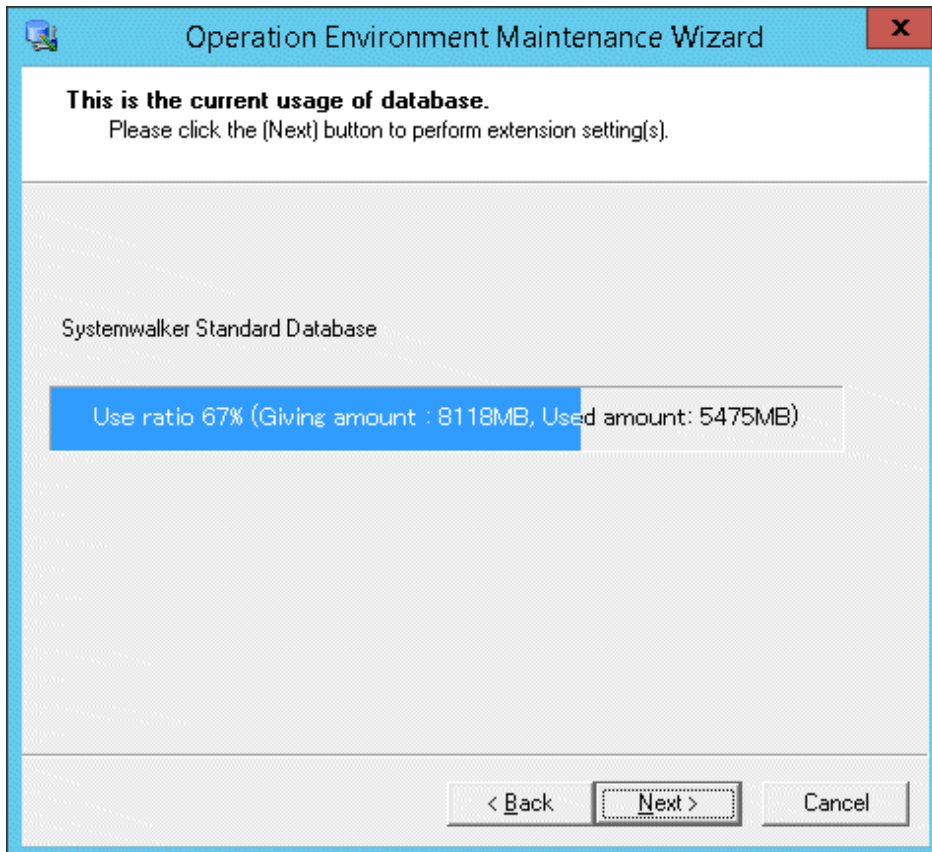 Operation Environment Maintenance Wizard
x
This is the current usage of database.
Please click the (Next) button to perform extension setting(s).
Systemwalker Standard Database
Use ratio 67% (Giving amount : 8118MB, Used amount: 5475MB)
< Back Next > Cancel